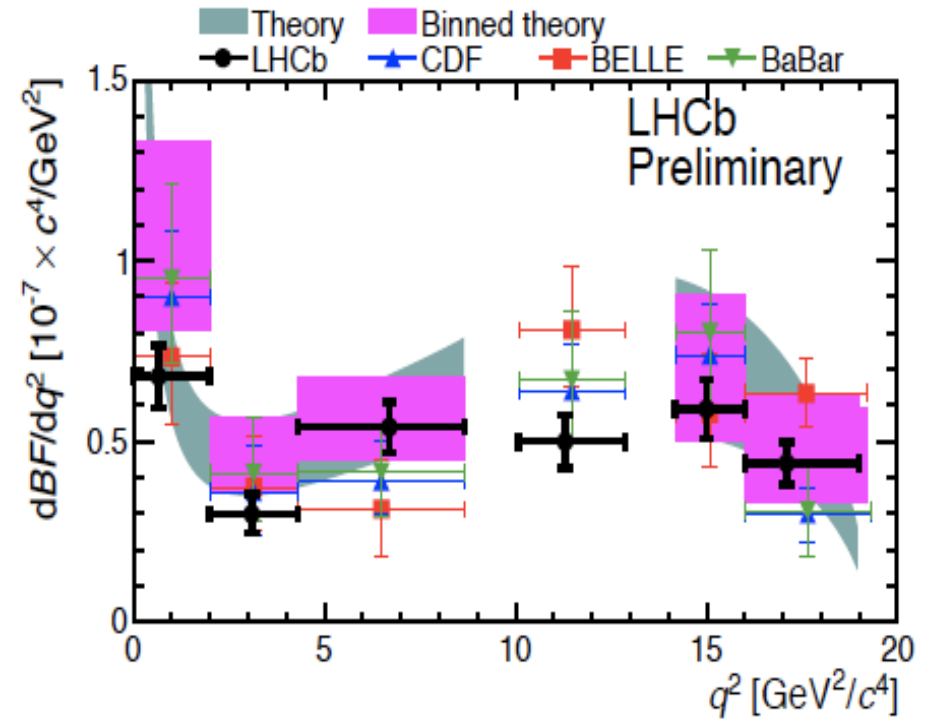 Theory Binned theory
LHCb CDF BELLE BaBar
LHCb
Preliminary
dBF/dq² [10⁻⁷ × c⁴/GeV²]
1.5
1
0.5
0
0 5 10 15 20
q² [GeV²/c⁴]